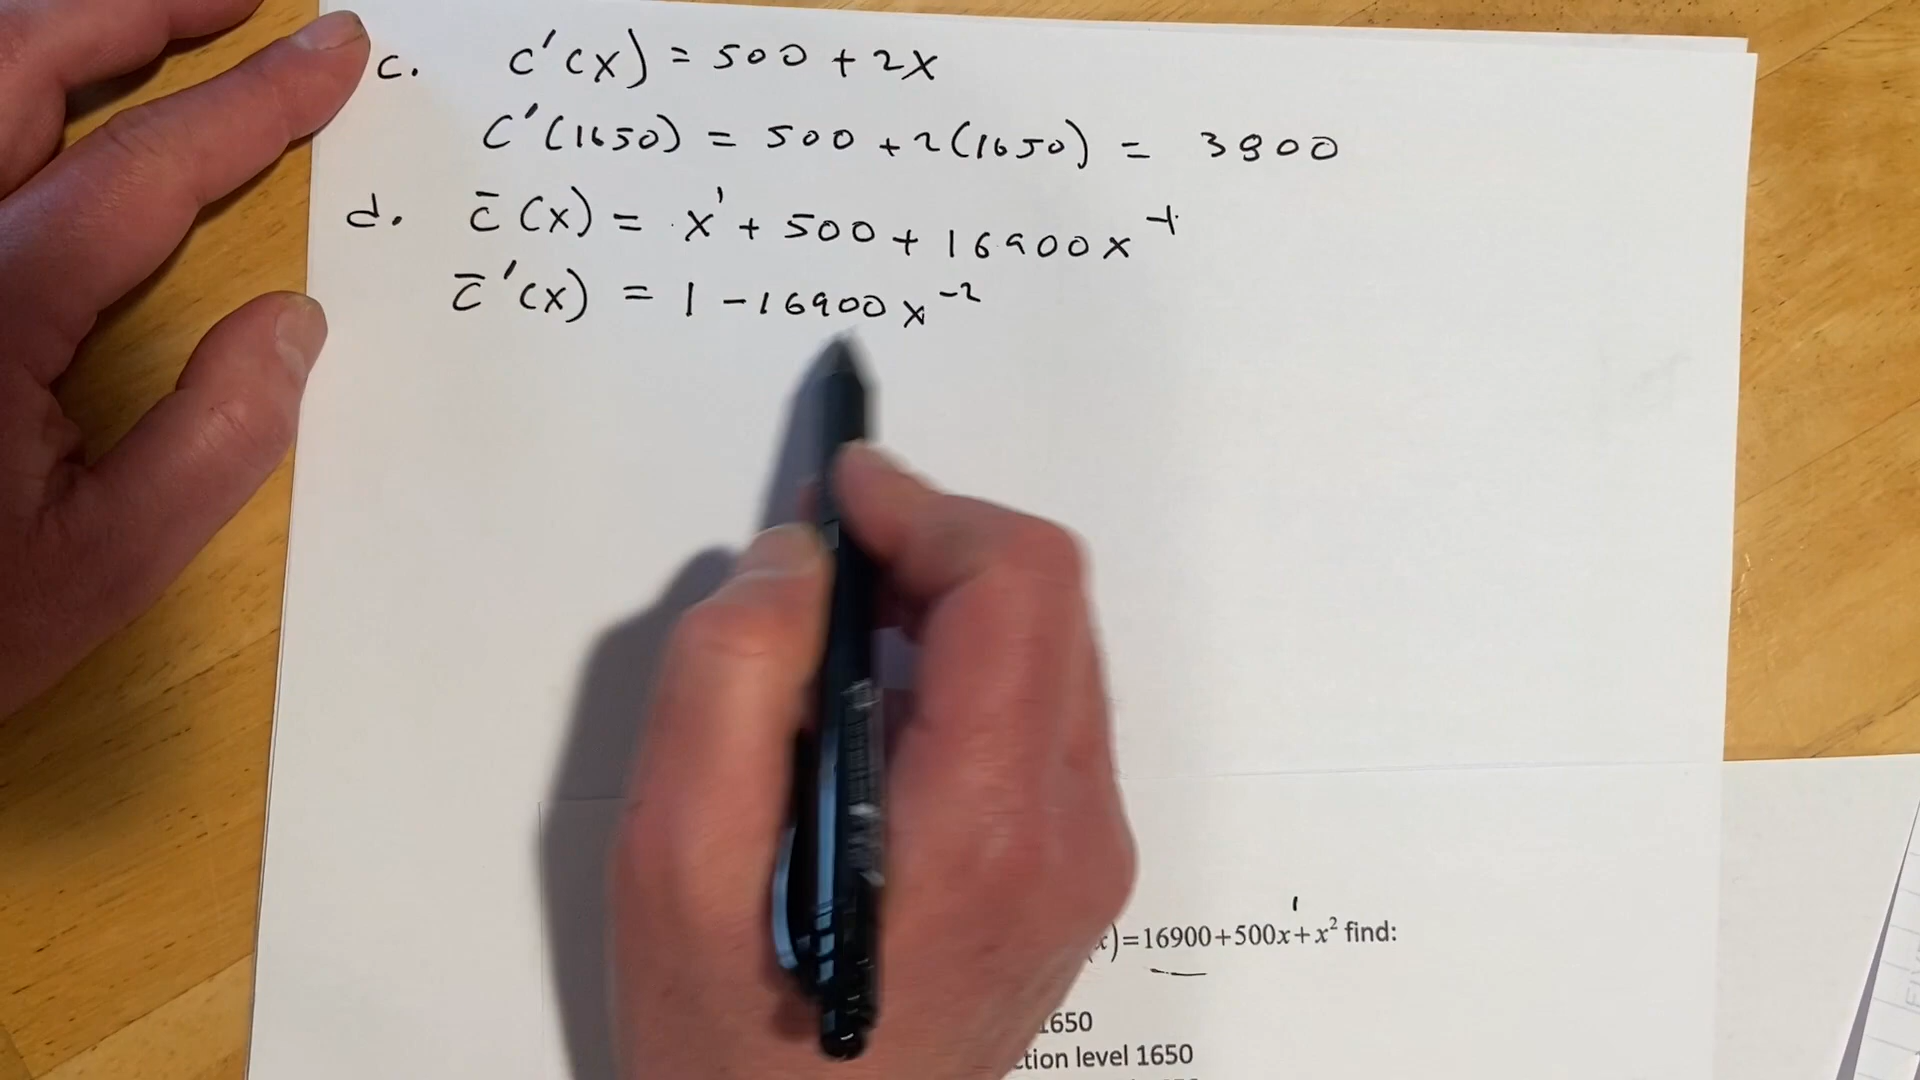 c. C'(x) = 500 + 2x
C'(1650) = 500 + 2(1650) = 3800
d. C̄(x) = x' + 500 + 16900x⁻¹
C̄'(x) = 1 - 16900x⁻²
x)=16900+500x+x² find:
1650
ction level 1650